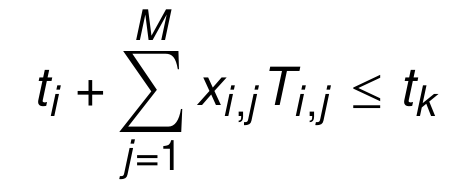 $t_i + \sum_{j=1}^{M} x_{i,j} T_{i,j} \leq t_k$